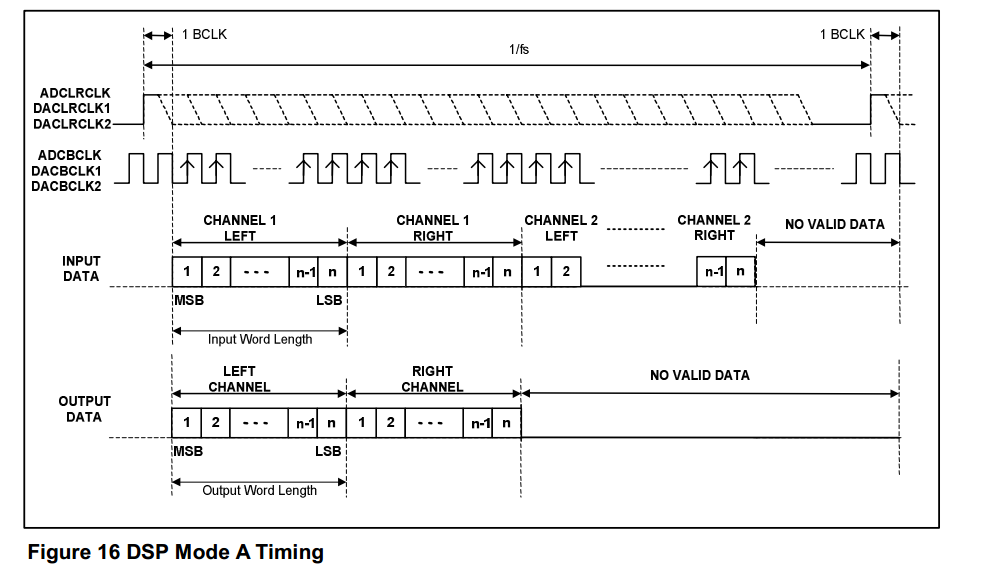 1 BCLK
1 BCLK
1/fs
ADCLRCLK
DACLRCLK1
DACLRCLK2
ADCBCLK
DACBCLK1
DACBCLK2
CHANNEL 1 LEFT
CHANNEL 1 RIGHT
CHANNEL 2 LEFT
CHANNEL 2 RIGHT
NO VALID DATA
INPUT DATA
1 2 - - - n-1 n 1 2 - - - n-1 n 1 2 n-1 n
MSB
LSB
Input Word Length
LEFT CHANNEL
RIGHT CHANNEL
NO VALID DATA
OUTPUT DATA
1 2 - - - n-1 n 1 2 - - - n-1 n
MSB
LSB
Output Word Length
Figure 16 DSP Mode A Timing